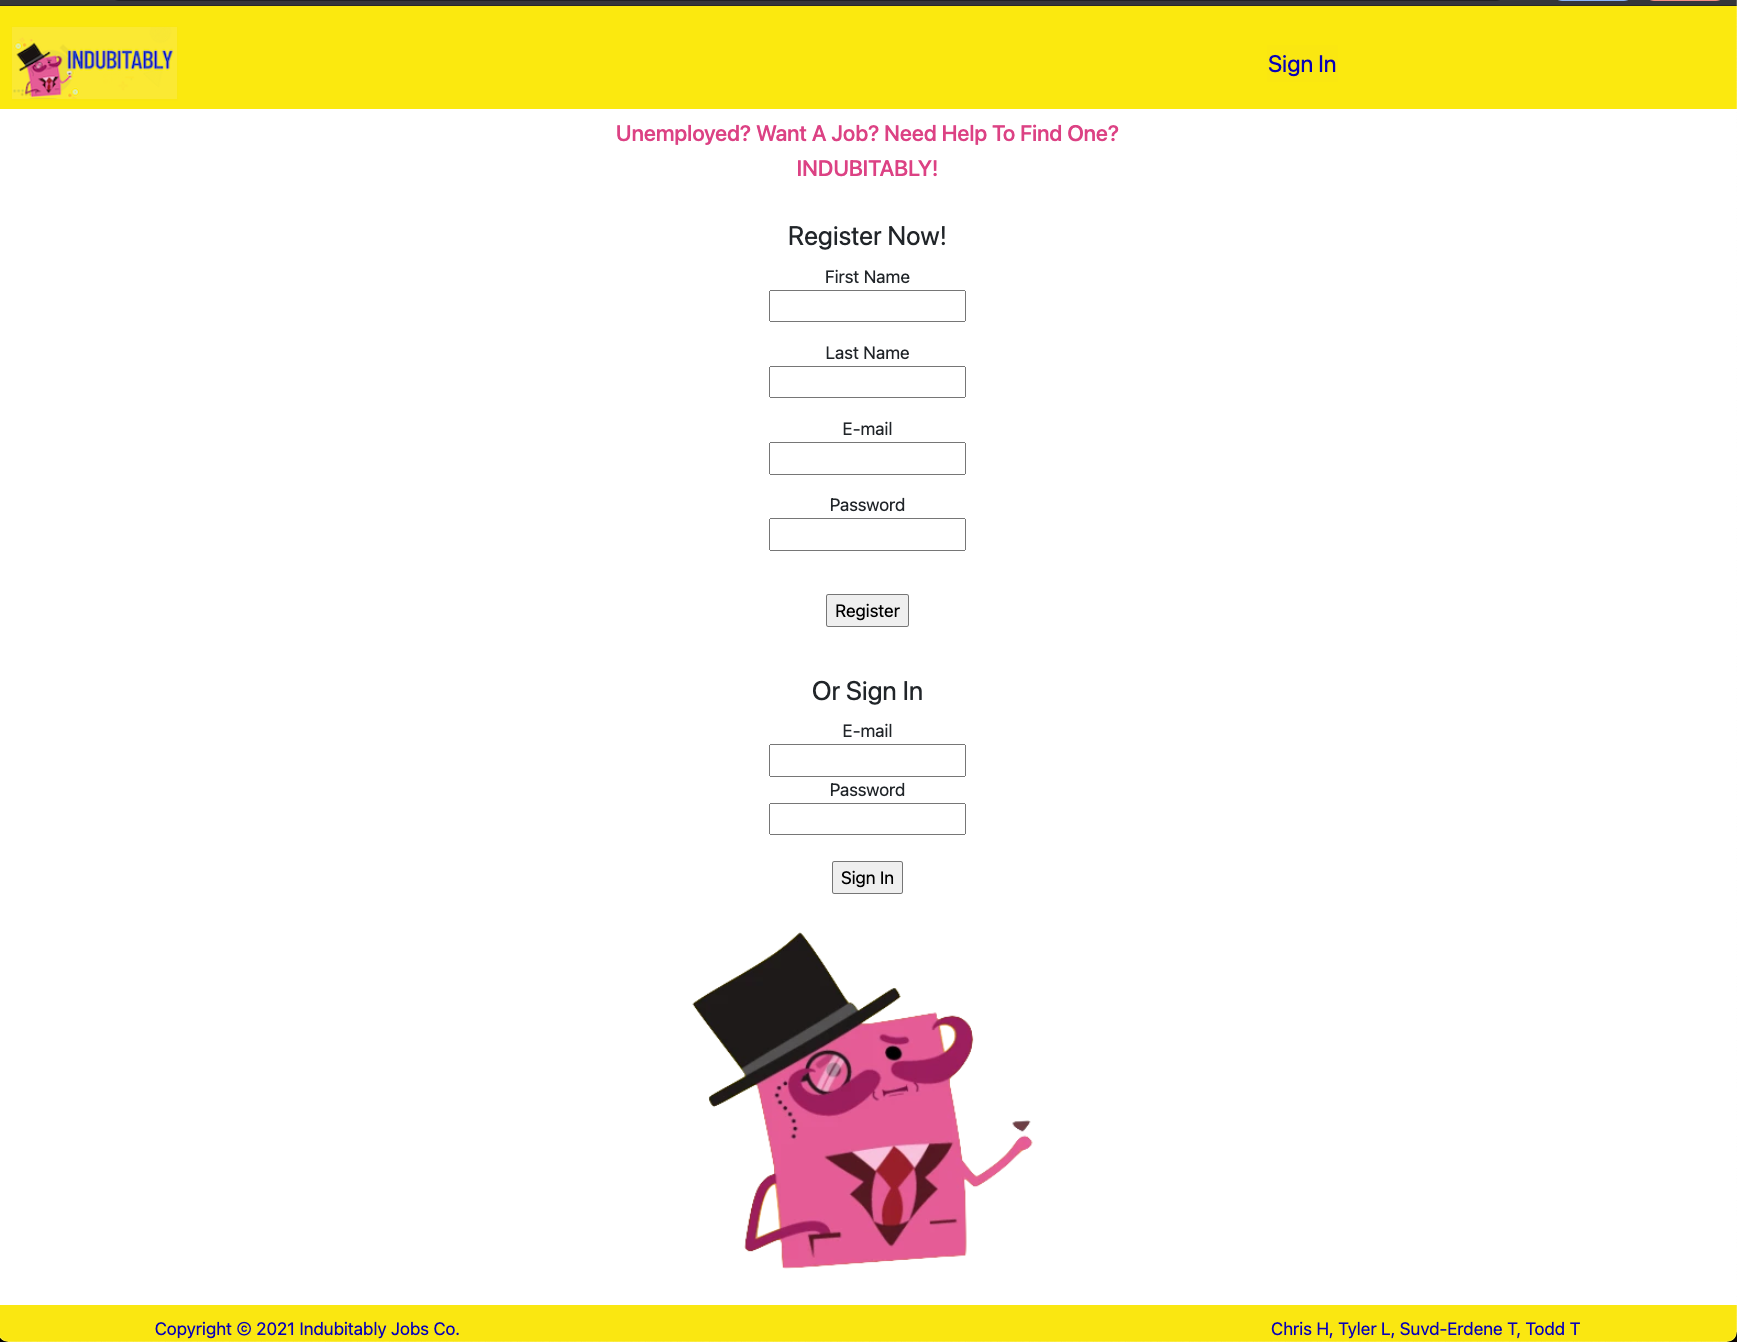 INDUBITABLY
Sign In
Unemployed? Want A Job? Need Help To Find One?
INDUBITABLY!
Register Now!
First Name
Last Name
E-mail
Password
Register
Or Sign In
E-mail
Password
Sign In
Copyright © 2021 Indubitably Jobs Co.
Chris H, Tyler L, Suvd-Erdene T, Todd T